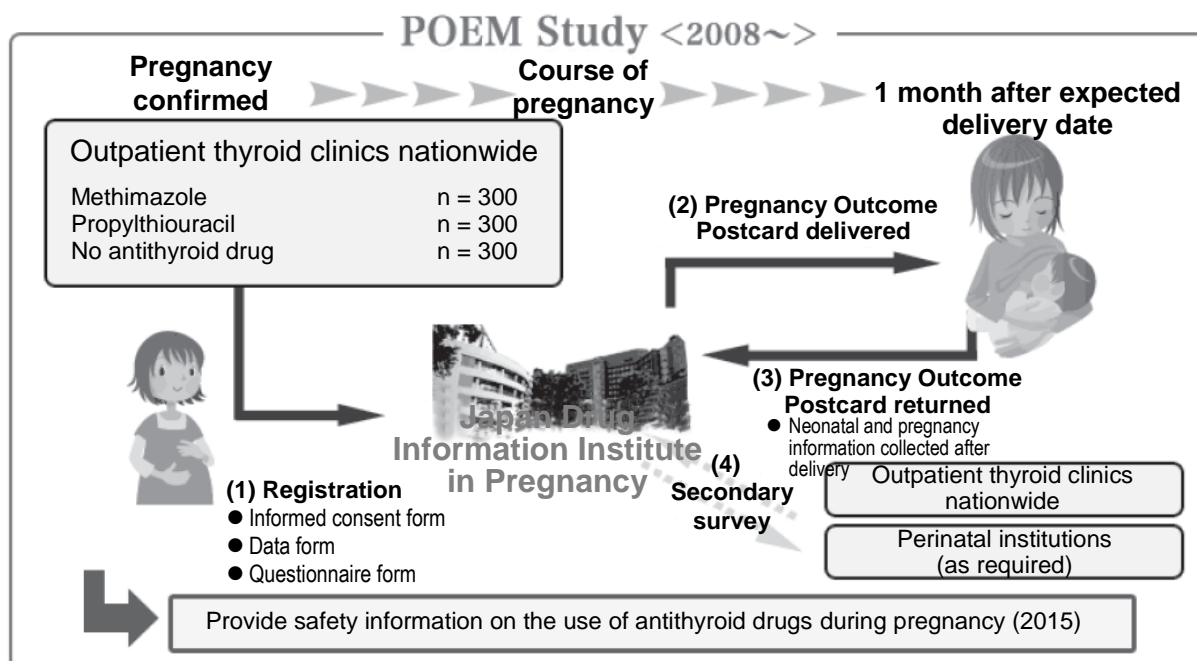 POEM Study <2008～>
Pregnancy
confirmed
Course of
pregnancy
1 month after expected
delivery date
Outpatient thyroid clinics nationwide
Methimazole n = 300
Propylthiouracil n = 300
No antithyroid drug n = 300
(2) Pregnancy Outcome
Postcard delivered
(3) Pregnancy Outcome
Postcard returned
● Neonatal and pregnancy
information collected after
delivery
Japan Drug
Information Institute
in Pregnancy
(1) Registration
● Informed consent form
● Data form
● Questionnaire form
(4)
Secondary
survey
Outpatient thyroid clinics
nationwide
Perinatal institutions
(as required)
Provide safety information on the use of antithyroid drugs during pregnancy (2015)